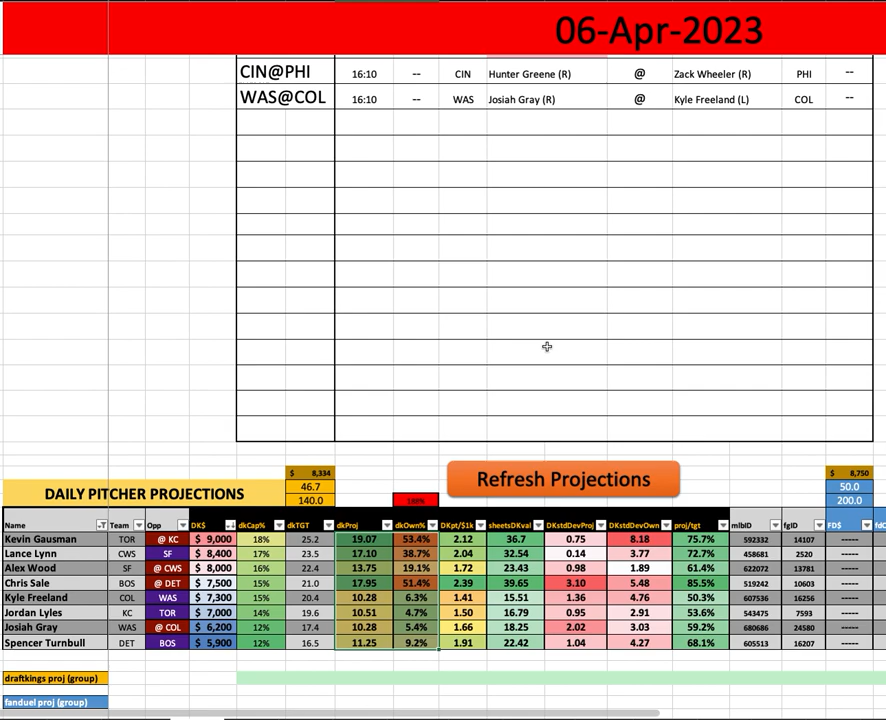 06-Apr-2023
CIN@PHI 16:10 -- CIN Hunter Greene (R) @ Zack Wheeler (R) PHI --
WAS@COL 16:10 -- WAS Josiah Gray (R) @ Kyle Freeland (L) COL --
$ 8,334 $ 8,750
Refresh Projections
46.7 50.0
DAILY PITCHER PROJECTIONS
140.0 188% 200.0
Name Team Opp DK$ dkCap% dkTGT dkProj dkOwn% DKpt/$1k sheetsDKval DKstdDevProj DKstdDevOwn proj/tgt mlbID fgID FD$
Kevin Gausman TOR @ KC $ 9,000 18% 25.2 19.07 53.4% 2.12 36.7 0.75 8.18 75.7% 592332 14107 -----
Lance Lynn CWS SF $ 8,400 17% 23.5 17.10 38.7% 2.04 32.54 0.14 3.77 72.7% 458681 2520 -----
Alex Wood SF @ CWS $ 8,000 16% 22.4 13.75 19.1% 1.72 23.43 0.98 1.89 61.4% 622072 13781 -----
Chris Sale BOS @ DET $ 7,500 15% 21.0 17.95 51.4% 2.39 39.65 3.10 5.48 85.5% 519242 10603 -----
Kyle Freeland COL WAS $ 7,300 15% 20.4 10.28 6.3% 1.41 15.51 1.36 4.76 50.3% 607536 16256 -----
Jordan Lyles KC TOR $ 7,000 14% 19.6 10.51 4.7% 1.50 16.79 0.95 2.91 53.6% 543475 7593 -----
Josiah Gray WAS @ COL $ 6,200 12% 17.4 10.28 5.4% 1.66 18.25 2.02 3.03 59.2% 680686 24580 -----
Spencer Turnbull DET BOS $ 5,900 12% 16.5 11.25 9.2% 1.91 22.42 1.04 4.27 68.1% 605513 16207 -----
draftkings proj (group)
fanduel proj (group)